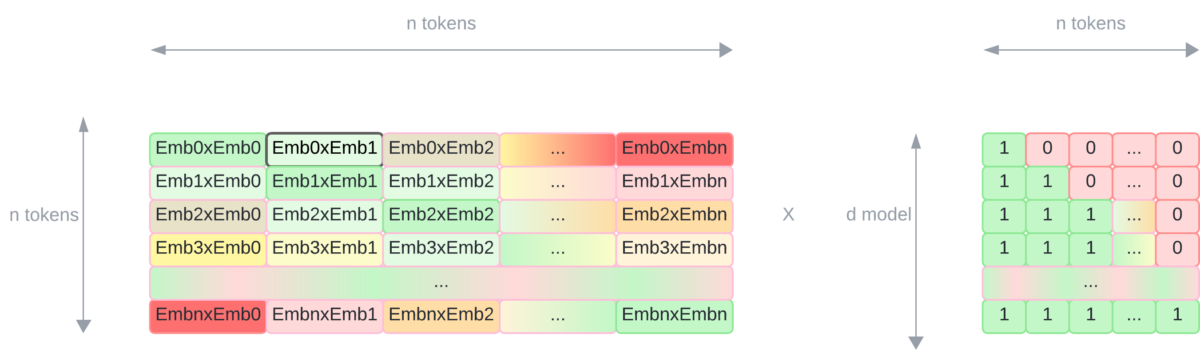 n tokens n tokens
Emb0xEmb0 Emb0xEmb1 Emb0xEmb2 ... Emb0xEmbn 1 0 0 ... 0
Emb1xEmb0 Emb1xEmb1 Emb1xEmb2 ... Emb1xEmbn 1 1 0 ... 0
n tokens Emb2xEmb0 Emb2xEmb1 Emb2xEmb2 ... Emb2xEmbn X d model 1 1 1 ... 0
Emb3xEmb0 Emb3xEmb1 Emb3xEmb2 ... Emb3xEmbn 1 1 1 ... 0
... ...
EmbnxEmb0 EmbnxEmb1 EmbnxEmb2 ... EmbnxEmbn 1 1 1 ... 1